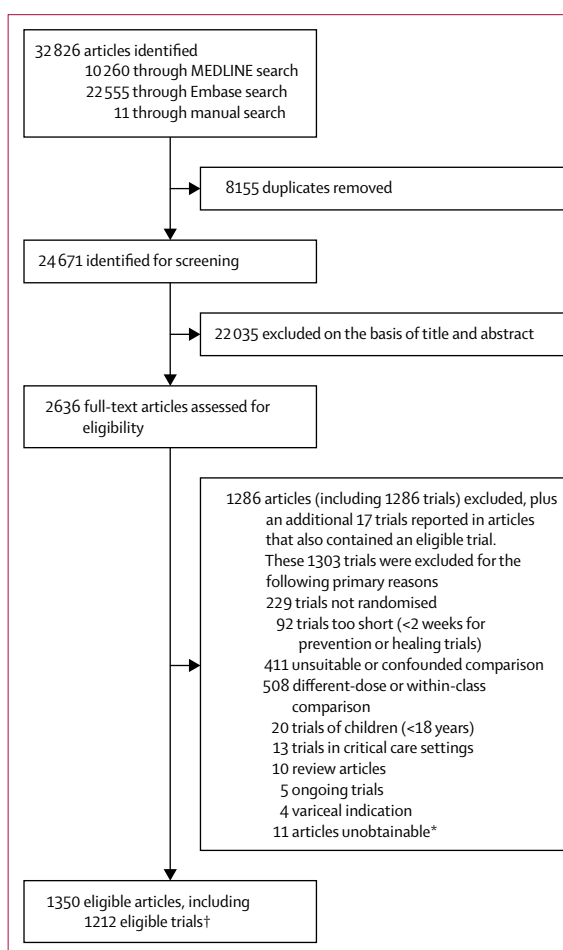 32 826 articles identified
10 260 through MEDLINE search
22 555 through Embase search
11 through manual search
8155 duplicates removed
24 671 identified for screening
22 035 excluded on the basis of title and abstract
2636 full-text articles assessed for
eligibility
1286 articles (including 1286 trials) excluded, plus
an additional 17 trials reported in articles
that also contained an eligible trial.
These 1303 trials were excluded for the
following primary reasons
229 trials not randomised
92 trials too short (<2 weeks for
prevention or healing trials)
411 unsuitable or confounded comparison
508 different-dose or within-class
comparison
20 trials of children (<18 years)
13 trials in critical care settings
10 review articles
5 ongoing trials
4 variceal indication
11 articles unobtainable*
1350 eligible articles, including
1212 eligible trials†